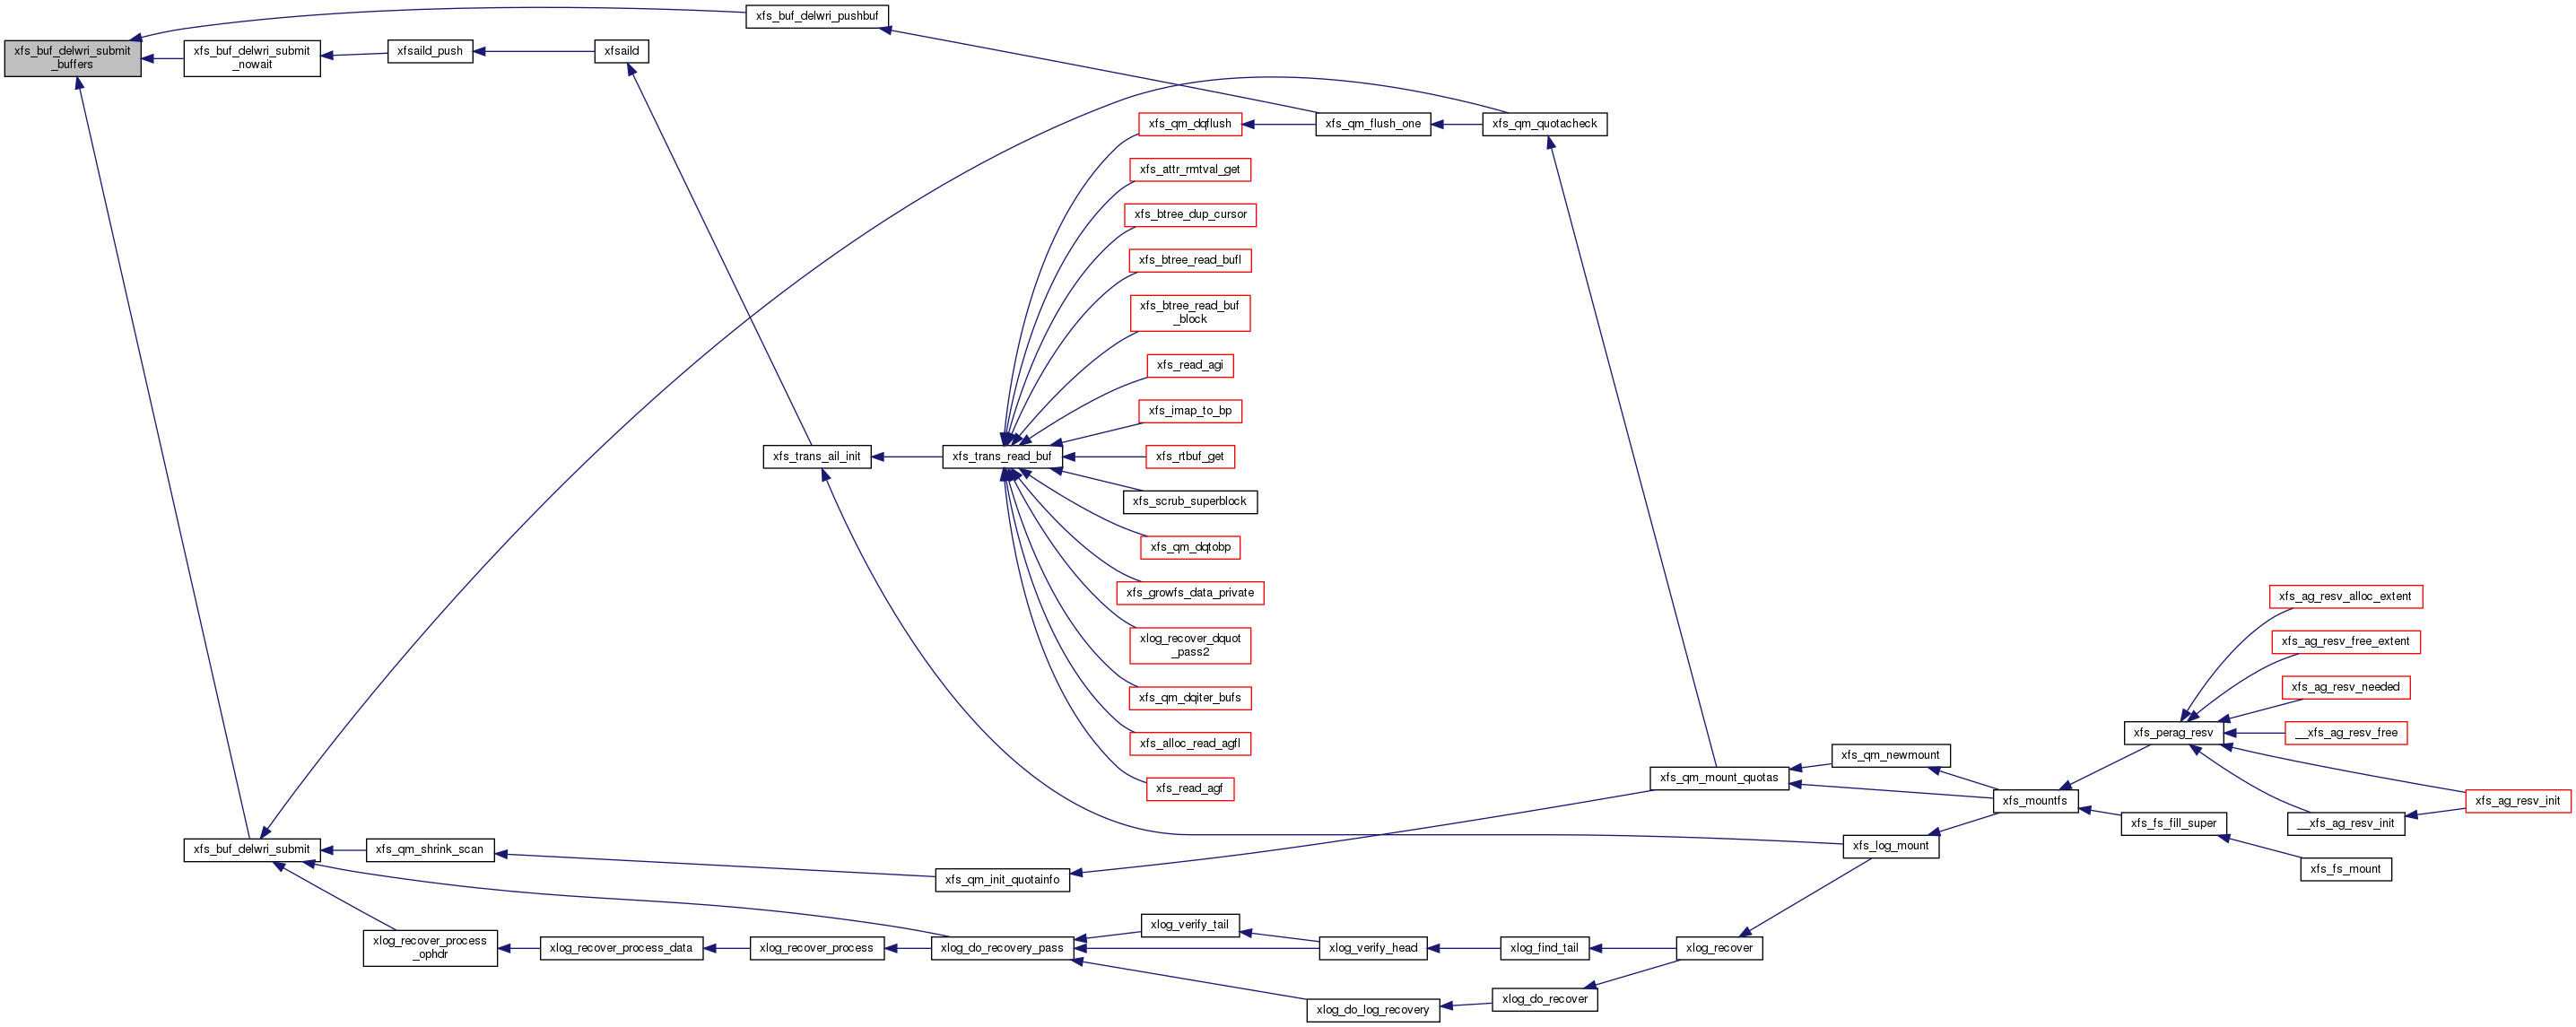 xfs_buf_delwri_submit
_buffers
xfs_buf_delwri_pushbuf
xfs_buf_delwri_submit
_nowait
xfsaild_push
xfsaild
xfs_qm_dqflush
xfs_qm_flush_one
xfs_qm_quotacheck
xfs_attr_rmtval_get
xfs_btree_dup_cursor
xfs_btree_read_bufl
xfs_btree_read_buf
_block
xfs_read_agi
xfs_imap_to_bp
xfs_trans_ail_init
xfs_trans_read_buf
xfs_rtbuf_get
xfs_scrub_superblock
xfs_qm_dqtobp
xfs_growfs_data_private
xlog_recover_dquot
_pass2
xfs_qm_dqiter_bufs
xfs_alloc_read_agfl
xfs_read_agf
xfs_ag_resv_alloc_extent
xfs_ag_resv_free_extent
xfs_ag_resv_needed
xfs_perag_resv
__xfs_ag_resv_free
xfs_qm_mount_quotas
xfs_qm_newmount
xfs_mountfs
xfs_ag_resv_init
xfs_fs_fill_super
__xfs_ag_resv_init
xfs_buf_delwri_submit
xfs_qm_shrink_scan
xfs_log_mount
xfs_fs_mount
xfs_qm_init_quotainfo
xlog_verify_tail
xlog_recover_process
_ophdr
xlog_recover_process_data
xlog_recover_process
xlog_do_recovery_pass
xlog_verify_head
xlog_find_tail
xlog_recover
xlog_do_recover
xlog_do_log_recovery